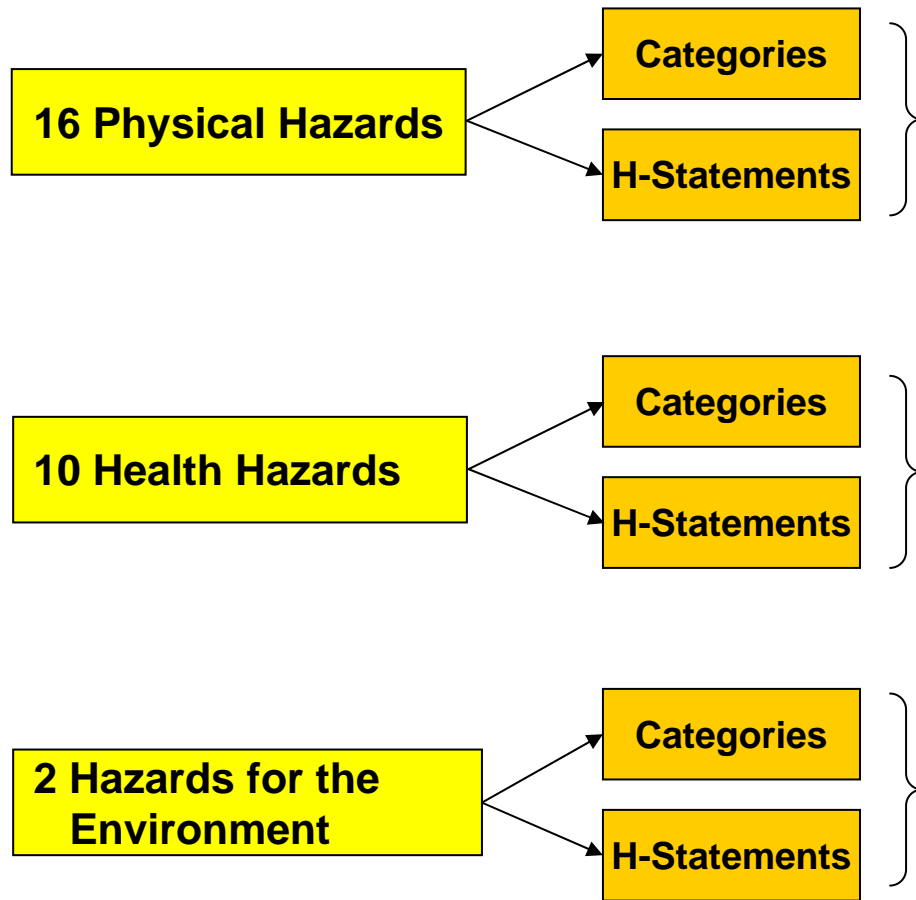 Categories
16 Physical Hazards
H-Statements
Categories
10 Health Hazards
H-Statements
Categories
2 Hazards for the
Environment
H-Statements